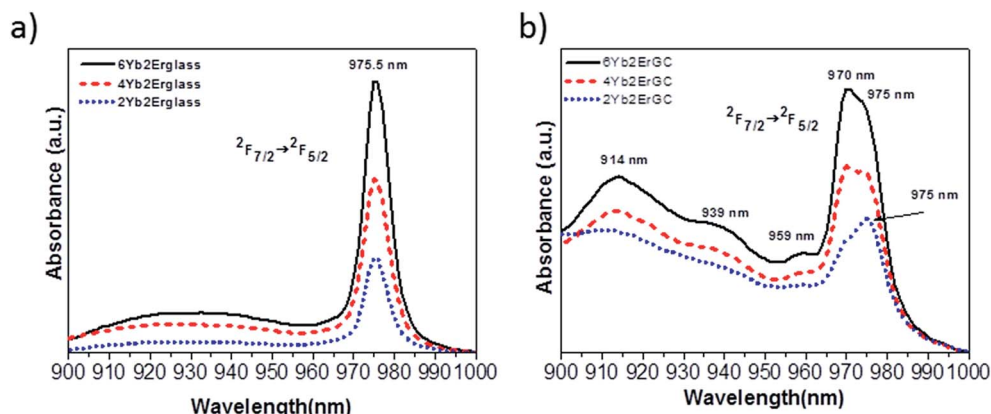 a)
6Yb2Erglass
4Yb2Erglass
2Yb2Erglass
975.5 nm
²F₇/₂→²F₅/₂
Absorbance (a.u.)
900 910 920 930 940 950 960 970 980 990 1000
Wavelength(nm)
b)
6Yb2ErGC
4Yb2ErGC
2Yb2ErGC
970 nm
975 nm
²F₇/₂→²F₅/₂
914 nm
939 nm
959 nm
975 nm
Absorbance (a.u.)
900 910 920 930 940 950 960 970 980 990 1000
Wavelength(nm)